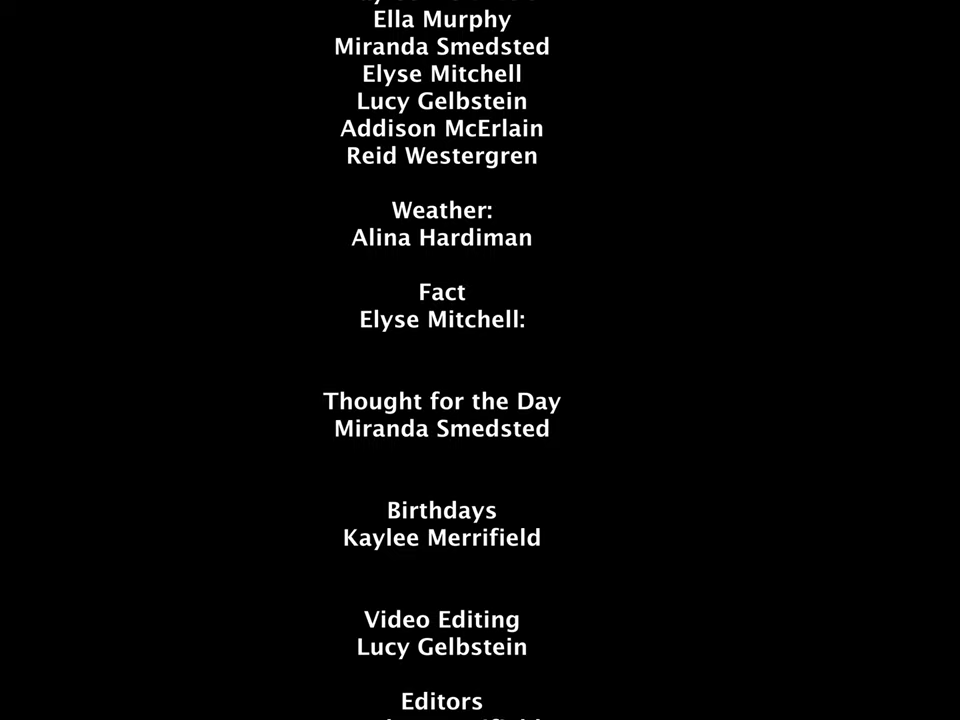 Ella Murphy
Miranda Smedsted
Elyse Mitchell
Lucy Gelbstein
Addison McErlain
Reid Westergren
Weather:
Alina Hardiman
Fact
Elyse Mitchell:
Thought for the Day
Miranda Smedsted
Birthdays
Kaylee Merrifield
Video Editing
Lucy Gelbstein
Editors